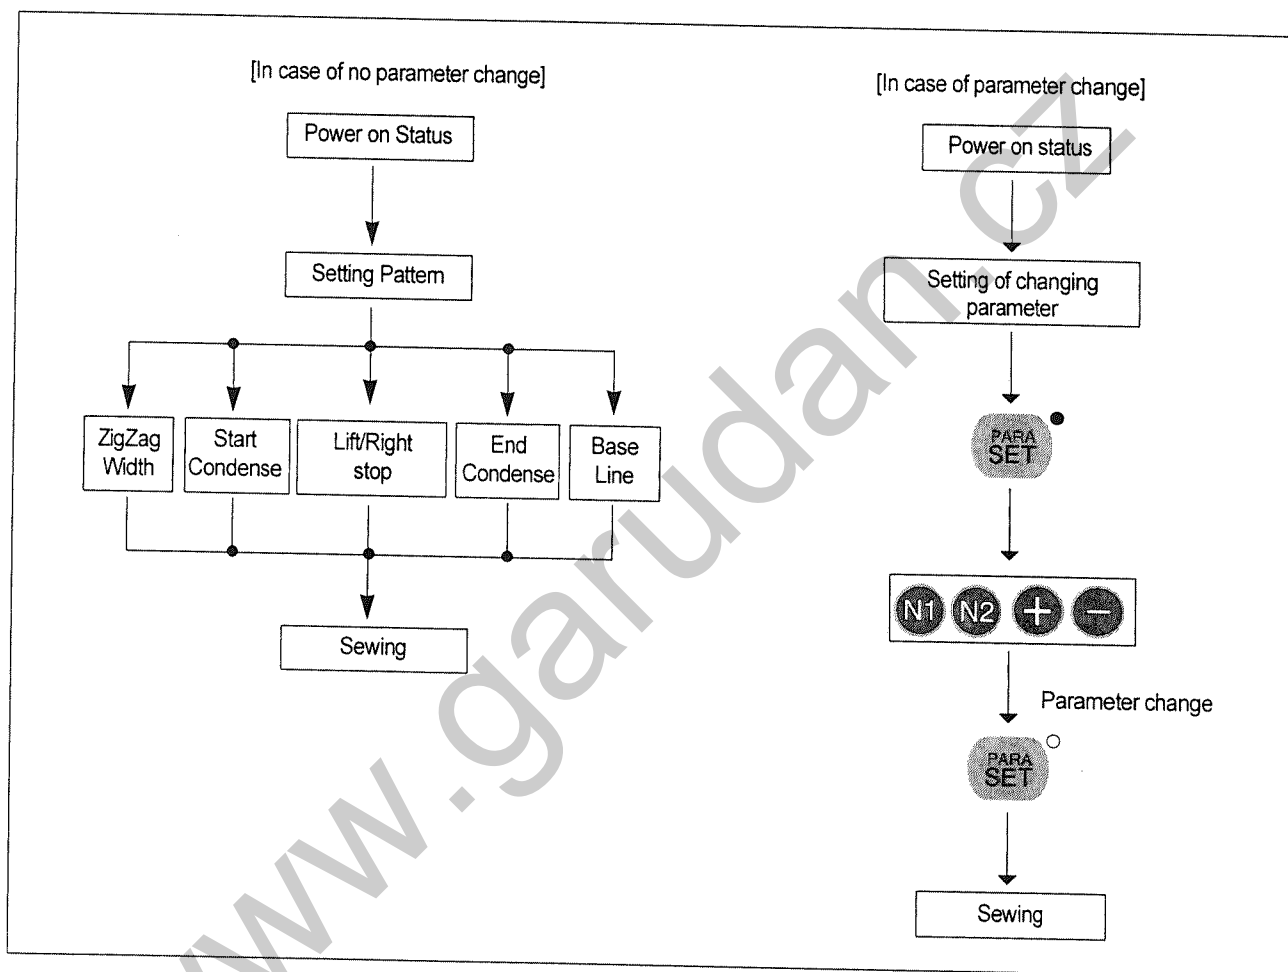 [In case of no parameter change]
Power on Status
Setting Pattern
ZigZag
Width
Start
Condense
Lift/Right
stop
End
Condense
Base
Line
Sewing
[In case of parameter change]
Power on status
Setting of changing
parameter
PARA
SET
N1 N2 + −
Parameter change
PARA
SET
Sewing
www.garudan.cz